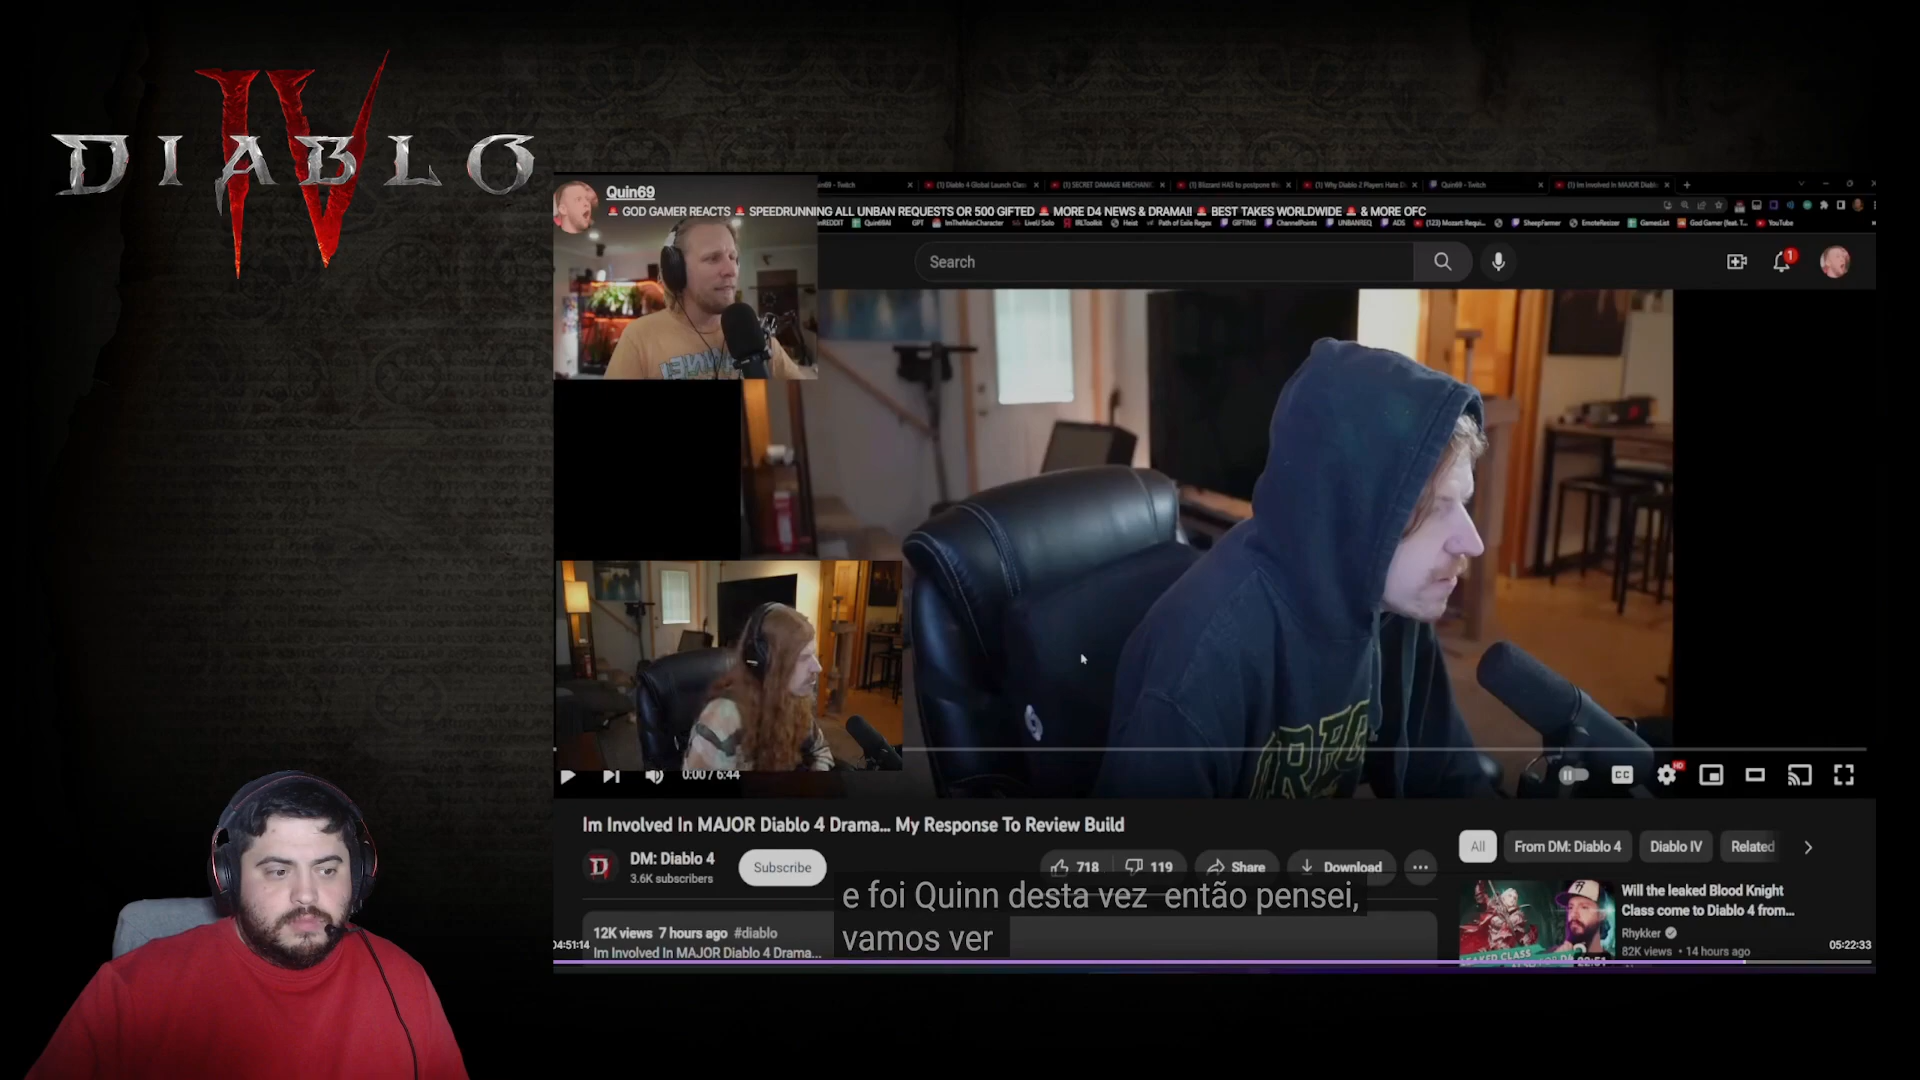 DIABLO
IV
Quin69
GOD GAMER REACTS SPEEDRUNNING ALL UNBAN REQUESTS OR 500 GIFTED MORE D4 NEWS & DRAMA!! BEST TAKES WORLDWIDE & MORE OFC
Search
1
RPG
0:00 / 6:44
CC
HD
Im Involved In MAJOR Diablo 4 Drama... My Response To Review Build
DM: Diablo 4
3.6K subscribers
Subscribe
718
119
Share
Download
All
From DM: Diablo 4
Diablo IV
Related
e foi Quinn desta vez então pensei,
vamos ver
12K views 7 hours ago #diablo
Im Involved In MAJOR Diablo 4 Drama...
Will the leaked Blood Knight
Class come to Diablo 4 from...
Rhykker
82K views • 14 hours ago
04:51:14
05:22:33